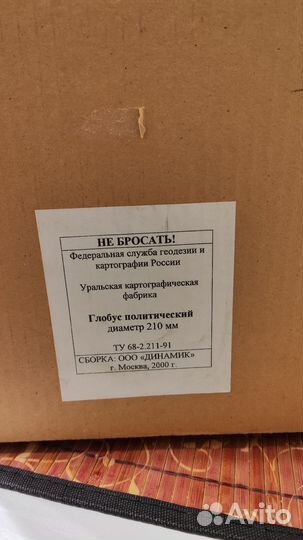 НЕ БРОСАТЬ!
Федеральная служба геодезии и
картографии России
Уральская картографическая
фабрика
Глобус политический
диаметр 210 мм
ТУ 68-2.211-91
СБОРКА: ООО «ДИНАМИК»
г. Москва, 2000 г.
Avito